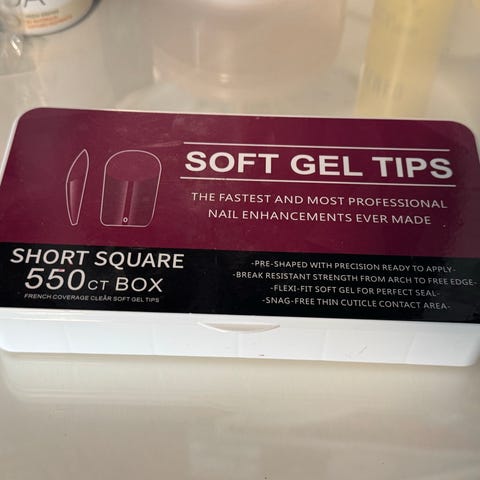 SOFT GEL TIPS
THE FASTEST AND MOST PROFESSIONAL
NAIL ENHANCEMENTS EVER MADE
SHORT SQUARE
550CT BOX
FRENCH COVERAGE CLEAR SOFT GEL TIPS
-PRE-SHAPED WITH PRECISION READY TO APPLY-
-BREAK RESISTANT STRENGTH FROM ARCH TO FREE EDGE-
-FLEXI-FIT SOFT GEL FOR PERFECT SEAL-
-SNAG-FREE THIN CUTICLE CONTACT AREA-